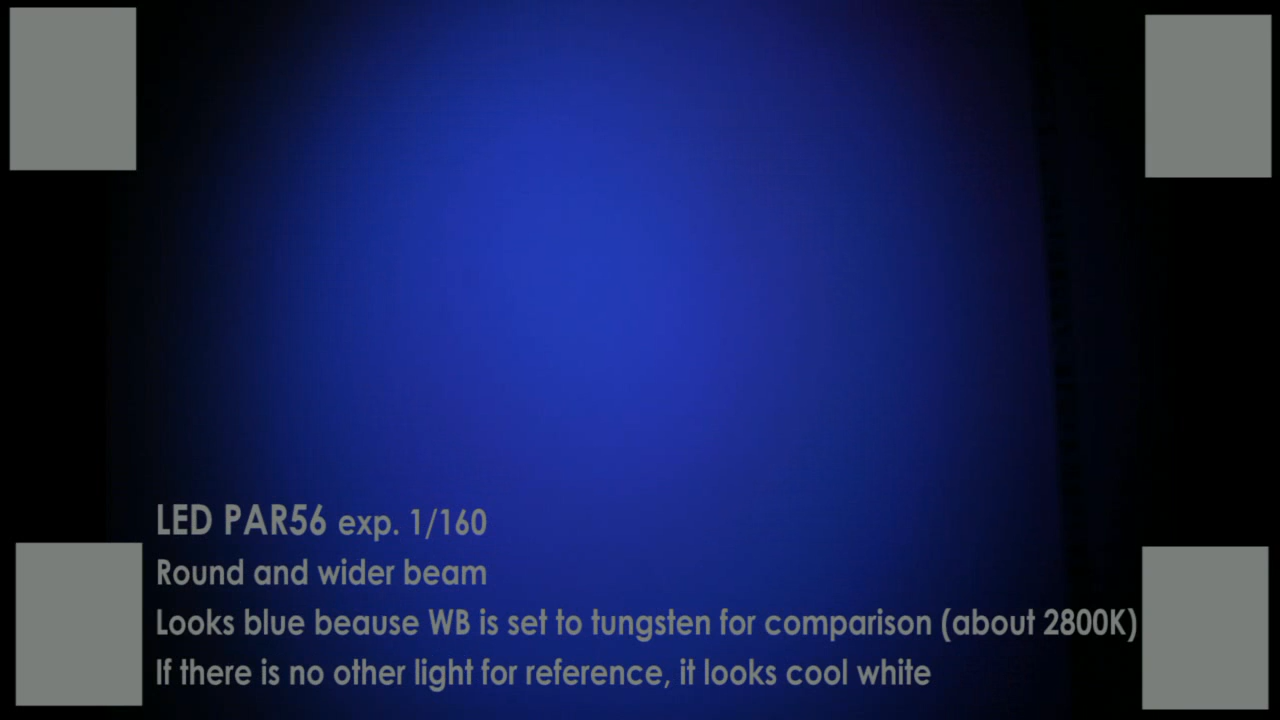 LED PAR56 exp. 1/160
Round and wider beam
Looks blue beause WB is set to tungsten for comparison (about 2800K)
If there is no other light for reference, it looks cool white